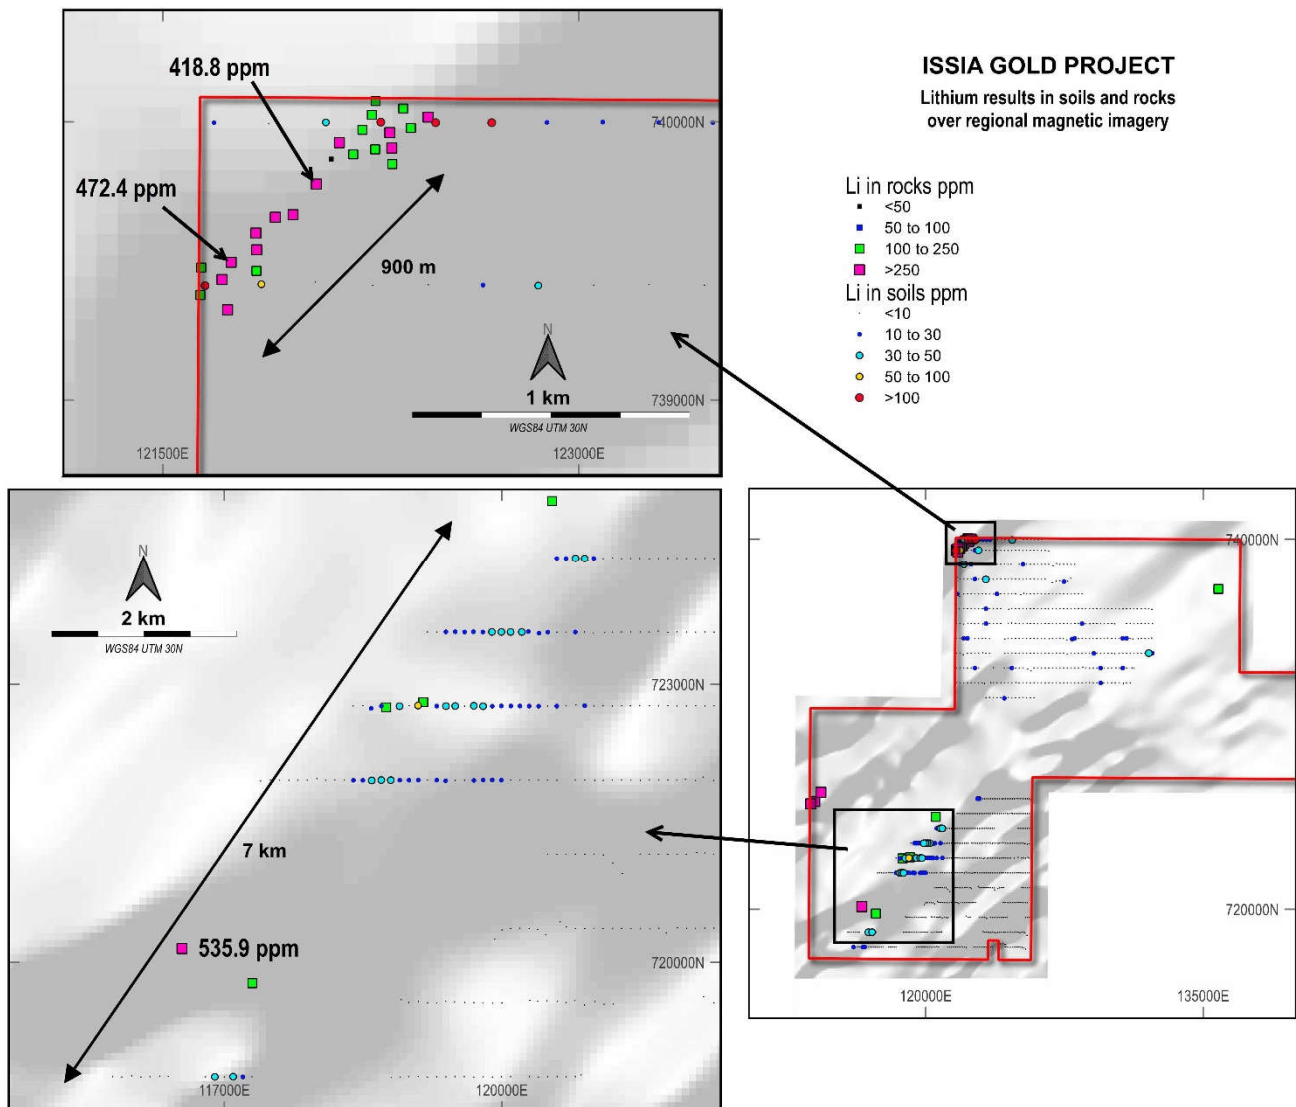 ISSIA GOLD PROJECT
Lithium results in soils and rocks
over regional magnetic imagery
Li in rocks ppm
<50
50 to 100
100 to 250
>250
Li in soils ppm
<10
10 to 30
30 to 50
50 to 100
>100
418.8 ppm
472.4 ppm
900 m
740000N
N
1 km
739000N
WGS84 UTM 30N
121500E
123000E
N
2 km
WGS84 UTM 30N
723000N
7 km
535.9 ppm
720000N
117000E
120000E
740000N
720000N
120000E
135000E